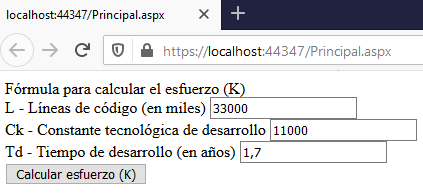 localhost:44347/Principal.aspx
https://localhost:44347/Principal.aspx
Fórmula para calcular el esfuerzo (K)
L - Líneas de código (en miles) 33000
Ck - Constante tecnológica de desarrollo 11000
Td - Tiempo de desarrollo (en años) 1,7
Calcular esfuerzo (K)